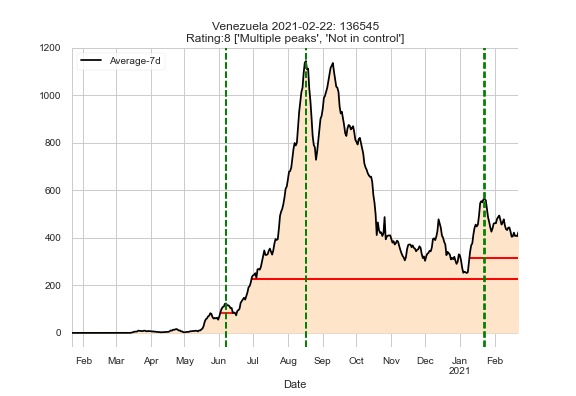 Venezuela 2021-02-22: 136545
Rating:8 ['Multiple peaks', 'Not in control']
Average-7d
1200
1000
800
600
400
200
0
Feb Mar Apr May Jun Jul Aug Sep Oct Nov Dec Jan Feb
2021
Date